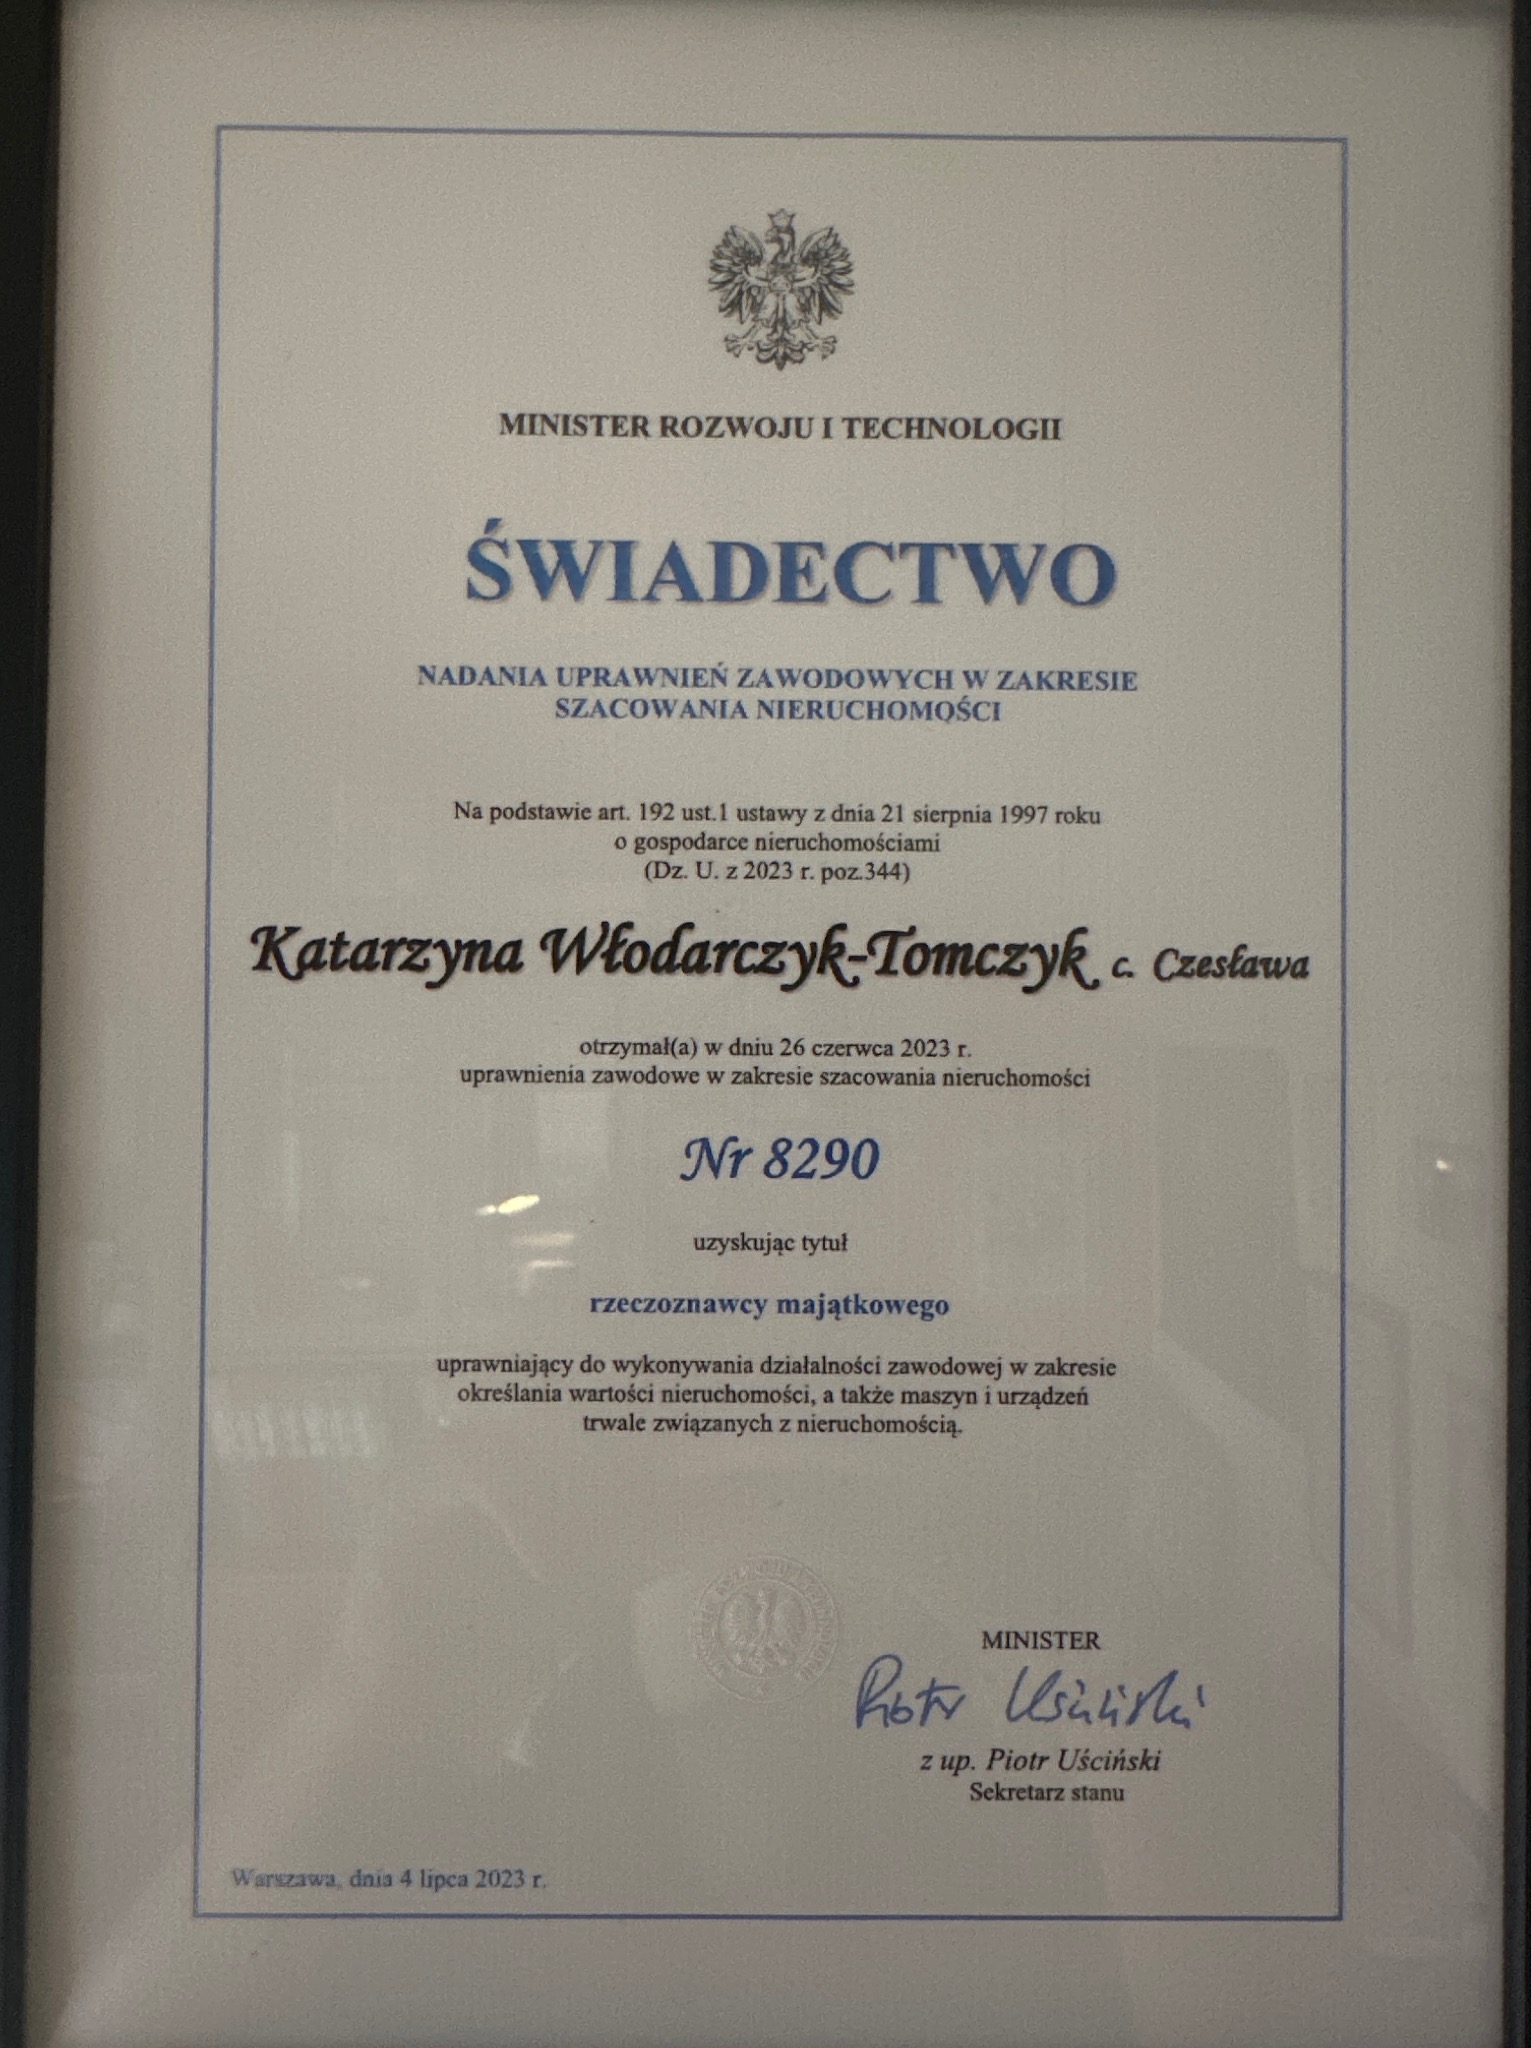 MINISTER ROZWOJU I TECHNOLOGII
ŚWIADECTWO
NADANIA UPRAWNIEŃ ZAWODOWYCH W ZAKRESIE
SZACOWANIA NIERUCHOMOŚCI
Na podstawie art. 192 ust.1 ustawy z dnia 21 sierpnia 1997 roku
o gospodarce nieruchomościami
(Dz. U. z 2023 r. poz.344)
Katarzyna Włodarczyk-Tomczyk c. Czesława
otrzymał(a) w dniu 26 czerwca 2023 r.
uprawnienia zawodowe w zakresie szacowania nieruchomości
Nr 8290
uzyskując tytuł
rzeczoznawcy majątkowego
uprawniający do wykonywania działalności zawodowej w zakresie
określania wartości nieruchomości, a także maszyn i urządzeń
trwale związanych z nieruchomością.
MINISTER
Piotr Uściński
z up. Piotr Uściński
Sekretarz stanu
Warszawa, dnia 4 lipca 2023 r.